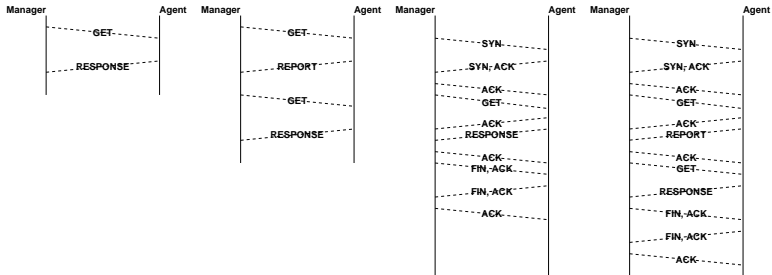 Manager Agent
GET
RESPONSE
Manager Agent
GET
REPORT
GET
RESPONSE
Manager Agent
SYN
SYN, ACK
ACK
GET
ACK
RESPONSE
ACK
FIN, ACK
FIN, ACK
ACK
Manager Agent
SYN
SYN, ACK
ACK
GET
ACK
REPORT
ACK
GET
RESPONSE
FIN, ACK
FIN, ACK
ACK